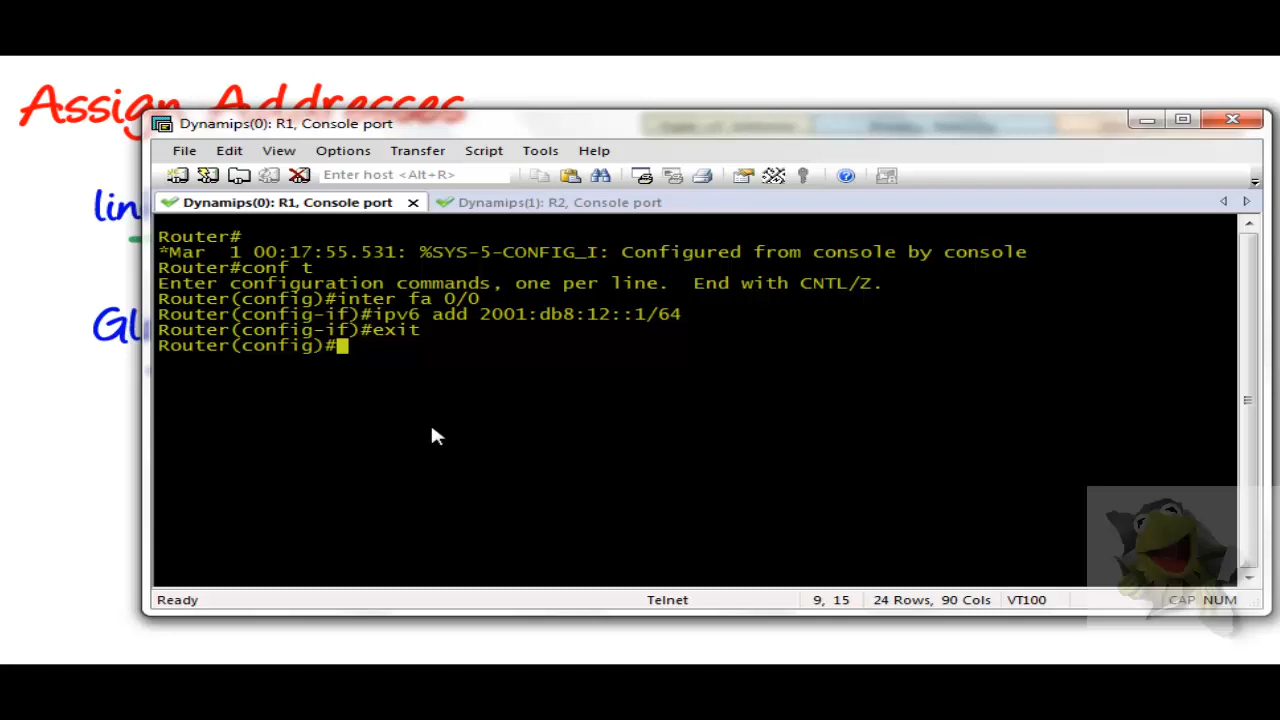 Assign Addresses
Dynamips(0): R1, Console port
File Edit View Options Transfer Script Tools Help
Enter host <Alt+R>
lin
Dynamips(0): R1, Console port Dynamips(1): R2, Console port
Router#
*Mar  1 00:17:55.531: %SYS-5-CONFIG_I: Configured from console by console
Router#conf t
Enter configuration commands, one per line.  End with CNTL/Z.
Router(config)#inter fa 0/0
Router(config-if)#ipv6 add 2001:db8:12::1/64
Gl
Router(config-if)#exit
Router(config)#
Ready Telnet 9, 15 24 Rows, 90 Cols VT100 CAP NUM